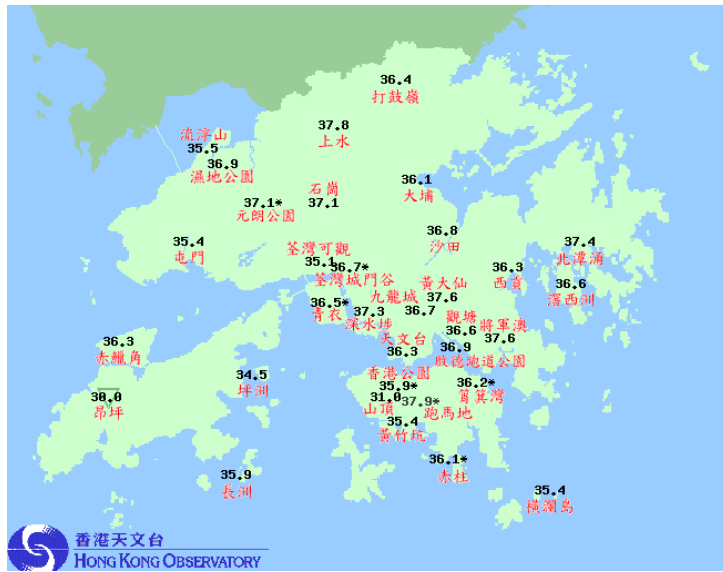 36.4
打鼓嶺
37.8
上水
流浮山
35.5
36.9
濕地公園
36.1
大埔
石崗
37.1
37.1*
元朗公園
36.8
沙田
35.4
屯門
37.4
北潭涌
荃灣可觀
35.1
36.7*
荃灣城門谷
36.3
西貢
36.6
滘西洲
黃大仙
37.6
九龍城
36.7
36.5*
青衣
37.3
深水埗
觀塘
36.6
將軍澳
37.6
天文台
36.3
36.9
啟德跑道公園
36.3
赤鱲角
34.5
坪洲
香港公園
35.9*
36.2*
筲箕灣
31.0
山頂
37.9*
跑馬地
30.0
昂坪
35.4
黃竹坑
36.1*
赤柱
35.9
長洲
35.4
橫瀾島
香港天文台
HONG KONG OBSERVATORY